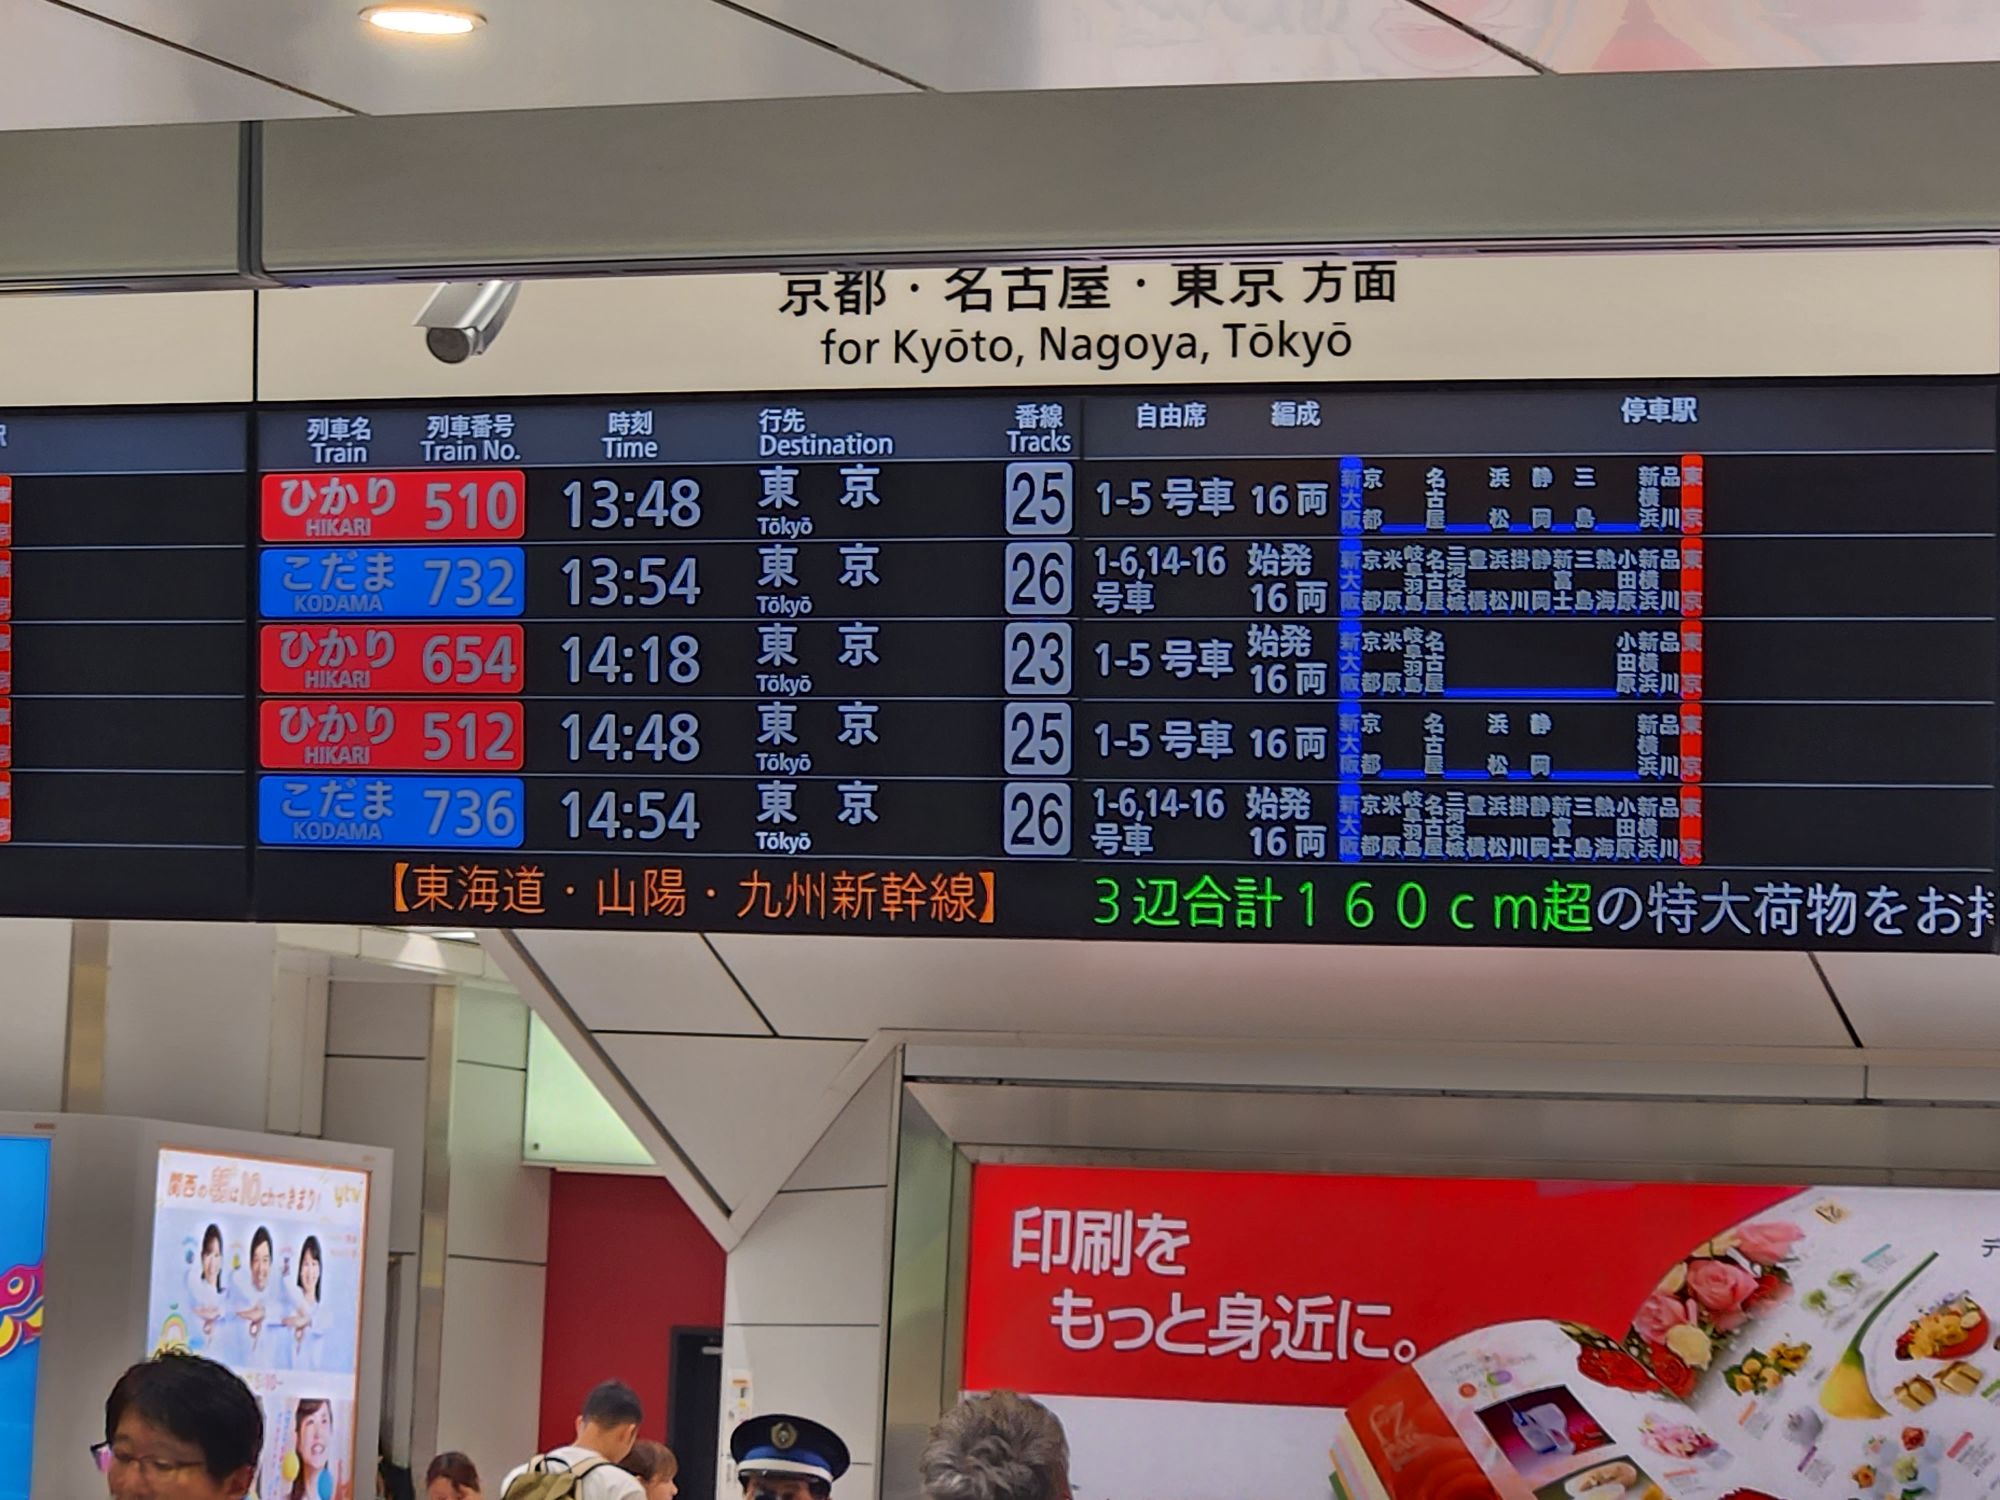 京都・名古屋・東京 方面
for Kyōto, Nagoya, Tōkyō
列車名 列車番号 時刻 行先 番線 自由席 編成 停車駅
Train Train No. Time Destination Tracks
ひかり 510 13:48 東京 25 1-5 号車 16両 新大阪 京都 名古屋 浜松 静岡 三島 新横浜 品川 東京
HIKARI Tōkyō
こだま 732 13:54 東京 26 1-6,14-16 号車 始発 16両 新大阪 京都 米原 岐阜羽島 名古屋 三河安城 豊橋 浜松 掛川 静岡 新富士 三島 熱海 小田原 新横浜 品川 東京
KODAMA Tōkyō
ひかり 654 14:18 東京 23 1-5 号車 始発 16両 新大阪 京都 米原 岐阜羽島 名古屋 小田原 新横浜 品川 東京
HIKARI Tōkyō
ひかり 512 14:48 東京 25 1-5 号車 16両 新大阪 京都 名古屋 浜松 静岡 新横浜 品川 東京
HIKARI Tōkyō
こだま 736 14:54 東京 26 1-6,14-16 号車 始発 16両 新大阪 京都 米原 岐阜羽島 名古屋 三河安城 豊橋 浜松 掛川 静岡 新富士 三島 熱海 小田原 新横浜 品川 東京
KODAMA Tōkyō
【東海道・山陽・九州新幹線】 3辺合計160cm超の特大荷物をお
関西の朝は10chできまり! ytv
印刷を
もっと身近に。